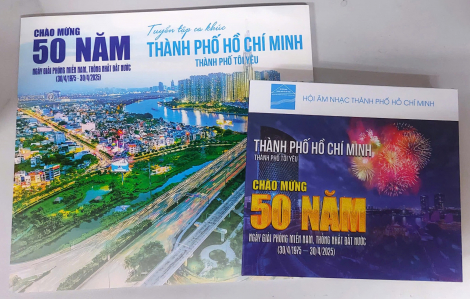 CHÀO MỪNG
50 NĂM
NGÀY GIẢI PHÓNG MIỀN NAM, THỐNG NHẤT ĐẤT NƯỚC
(30/4/1975 - 30/4/2025)
Tuyển tập ca khúc
THÀNH PHỐ HỒ CHÍ MINH
THÀNH PHỐ TÔI YÊU
HỘI ÂM NHẠC THÀNH PHỐ HỒ CHÍ MINH
THÀNH PHỐ HỒ CHÍ MINH
THÀNH PHỐ TÔI YÊU
CHÀO MỪNG
50 NĂM
NGÀY GIẢI PHÓNG MIỀN NAM, THỐNG NHẤT ĐẤT NƯỚC
(30/4/1975 - 30/4/2025)